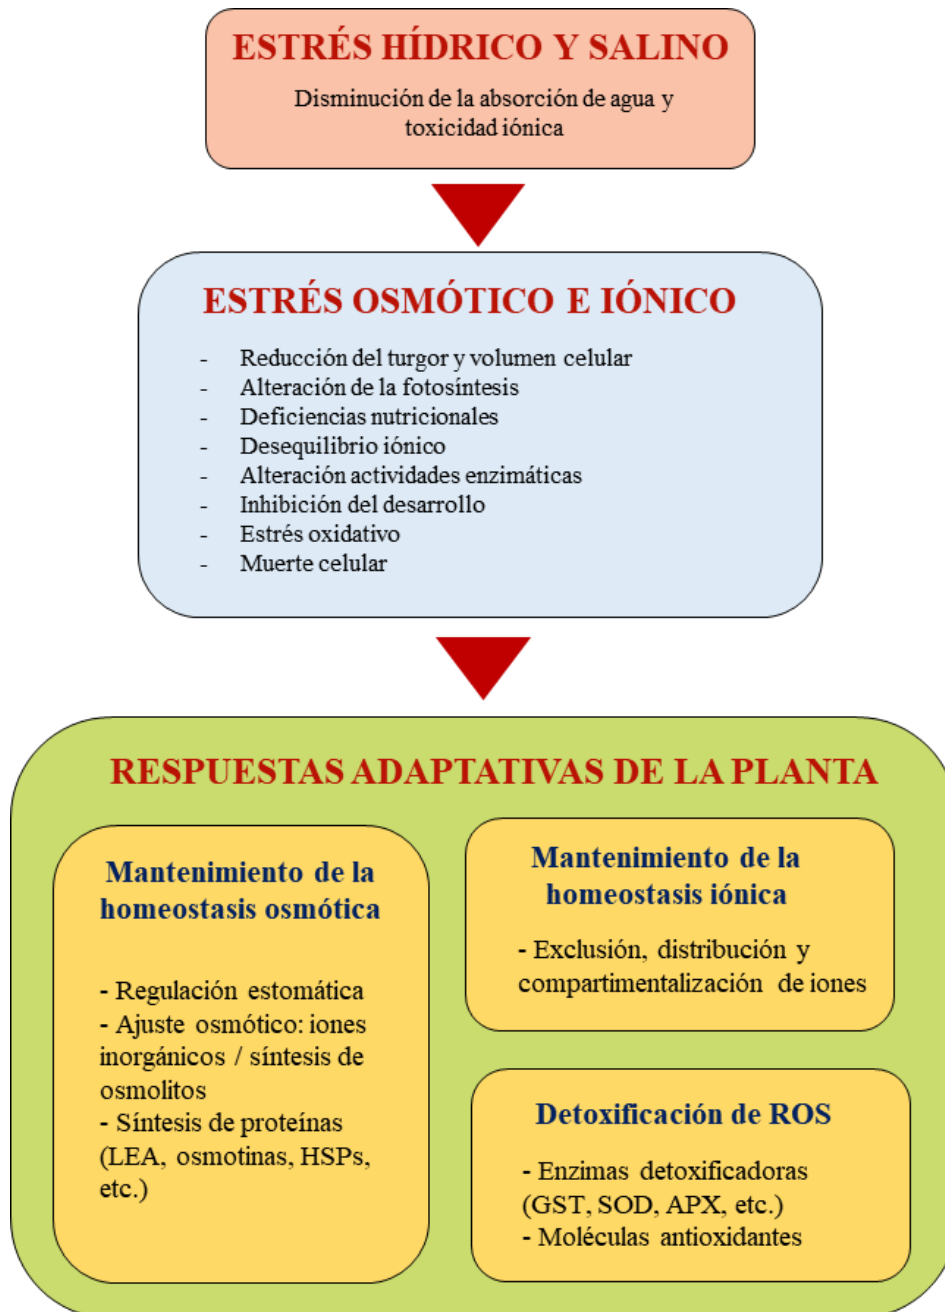 ESTRÉS HÍDRICO Y SALINO
Disminución de la absorción de agua y
toxicidad iónica
ESTRÉS OSMÓTICO E IÓNICO
- Reducción del turgor y volumen celular
- Alteración de la fotosíntesis
- Deficiencias nutricionales
- Desequilibrio iónico
- Alteración actividades enzimáticas
- Inhibición del desarrollo
- Estrés oxidativo
- Muerte celular
RESPUESTAS ADAPTATIVAS DE LA PLANTA
Mantenimiento de la
homeostasis osmótica
- Regulación estomática
- Ajuste osmótico: iones
inorgánicos / síntesis de
osmolitos
- Síntesis de proteínas
(LEA, osmotinas, HSPs,
etc.)
Mantenimiento de la
homeostasis iónica
- Exclusión, distribución y
compartimentalización de iones
Detoxificación de ROS
- Enzimas detoxificadoras
(GST, SOD, APX, etc.)
- Moléculas antioxidantes